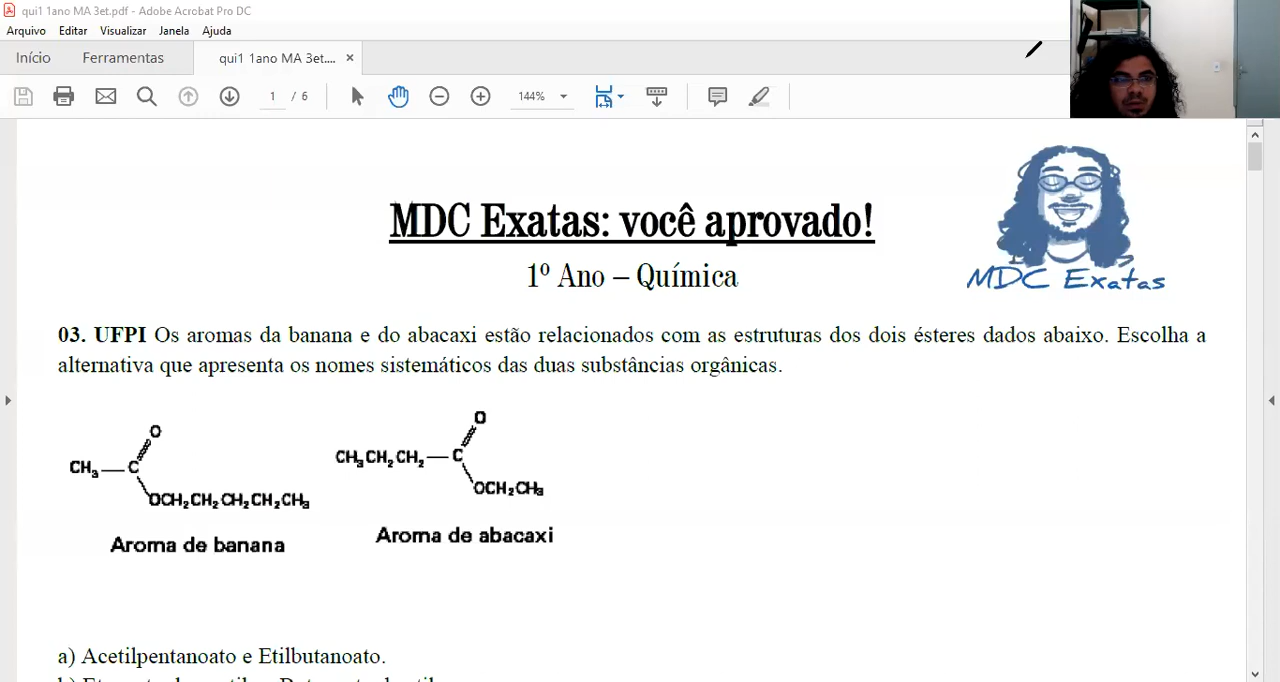 qui1 1ano MA 3et.pdf - Adobe Acrobat Pro DC
Arquivo Editar Visualizar Janela Ajuda
Início Ferramentas qui1 1ano MA 3et.... ×
1 / 6 144%
MDC Exatas: você aprovado!
MDC Exatas
1º Ano – Química
03. UFPI Os aromas da banana e do abacaxi estão relacionados com as estruturas dos dois ésteres dados abaixo. Escolha a
alternativa que apresenta os nomes sistemáticos das duas substâncias orgânicas.
O
CH₃—C
OCH₂CH₂CH₂CH₂CH₃
Aroma de banana
O
CH₃CH₂CH₂—C
OCH₂CH₃
Aroma de abacaxi
a) Acetilpentanoato e Etilbutanoato.